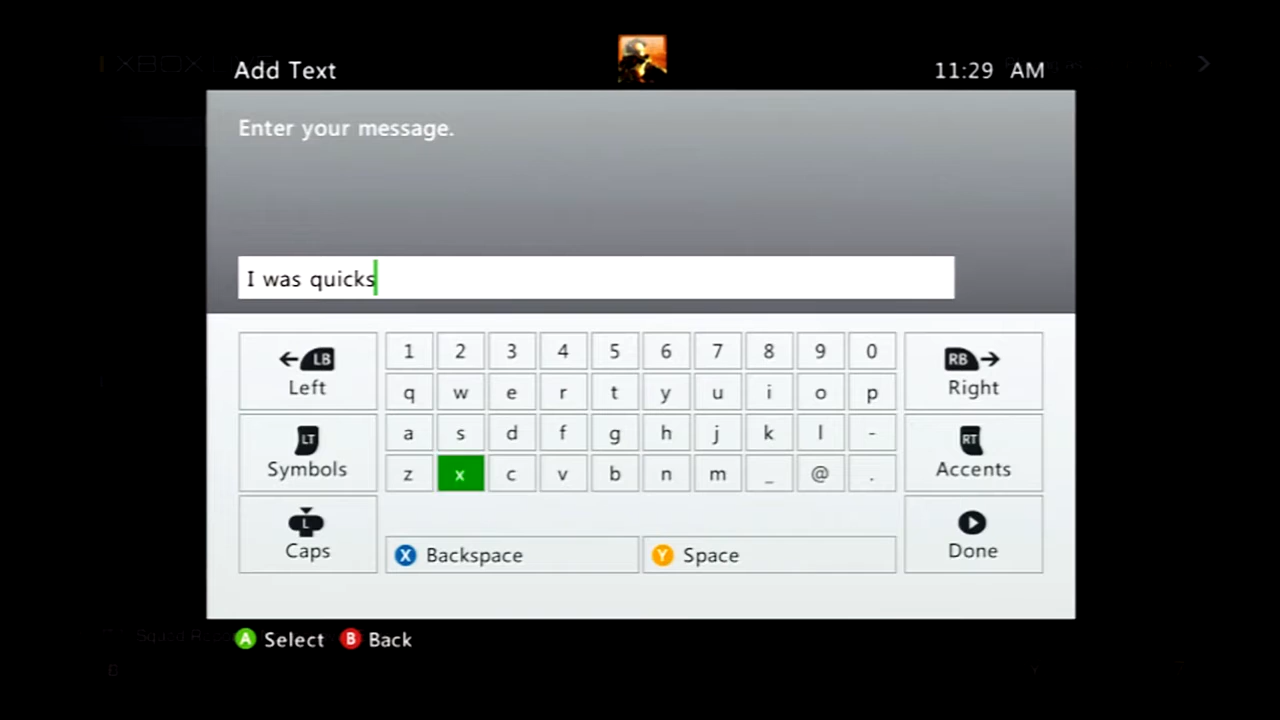 XBOX
Add Text
11:29 AM
Enter your message.
I was quicks
LB
Left
1 2 3 4 5 6 7 8 9 0
RB
Right
q w e r t y u i o p
LT
Symbols
a s d f g h j k l -
RT
Accents
z x c v b n m _ @ .
L
Caps
X Backspace
Y Space
Done
A Select B Back